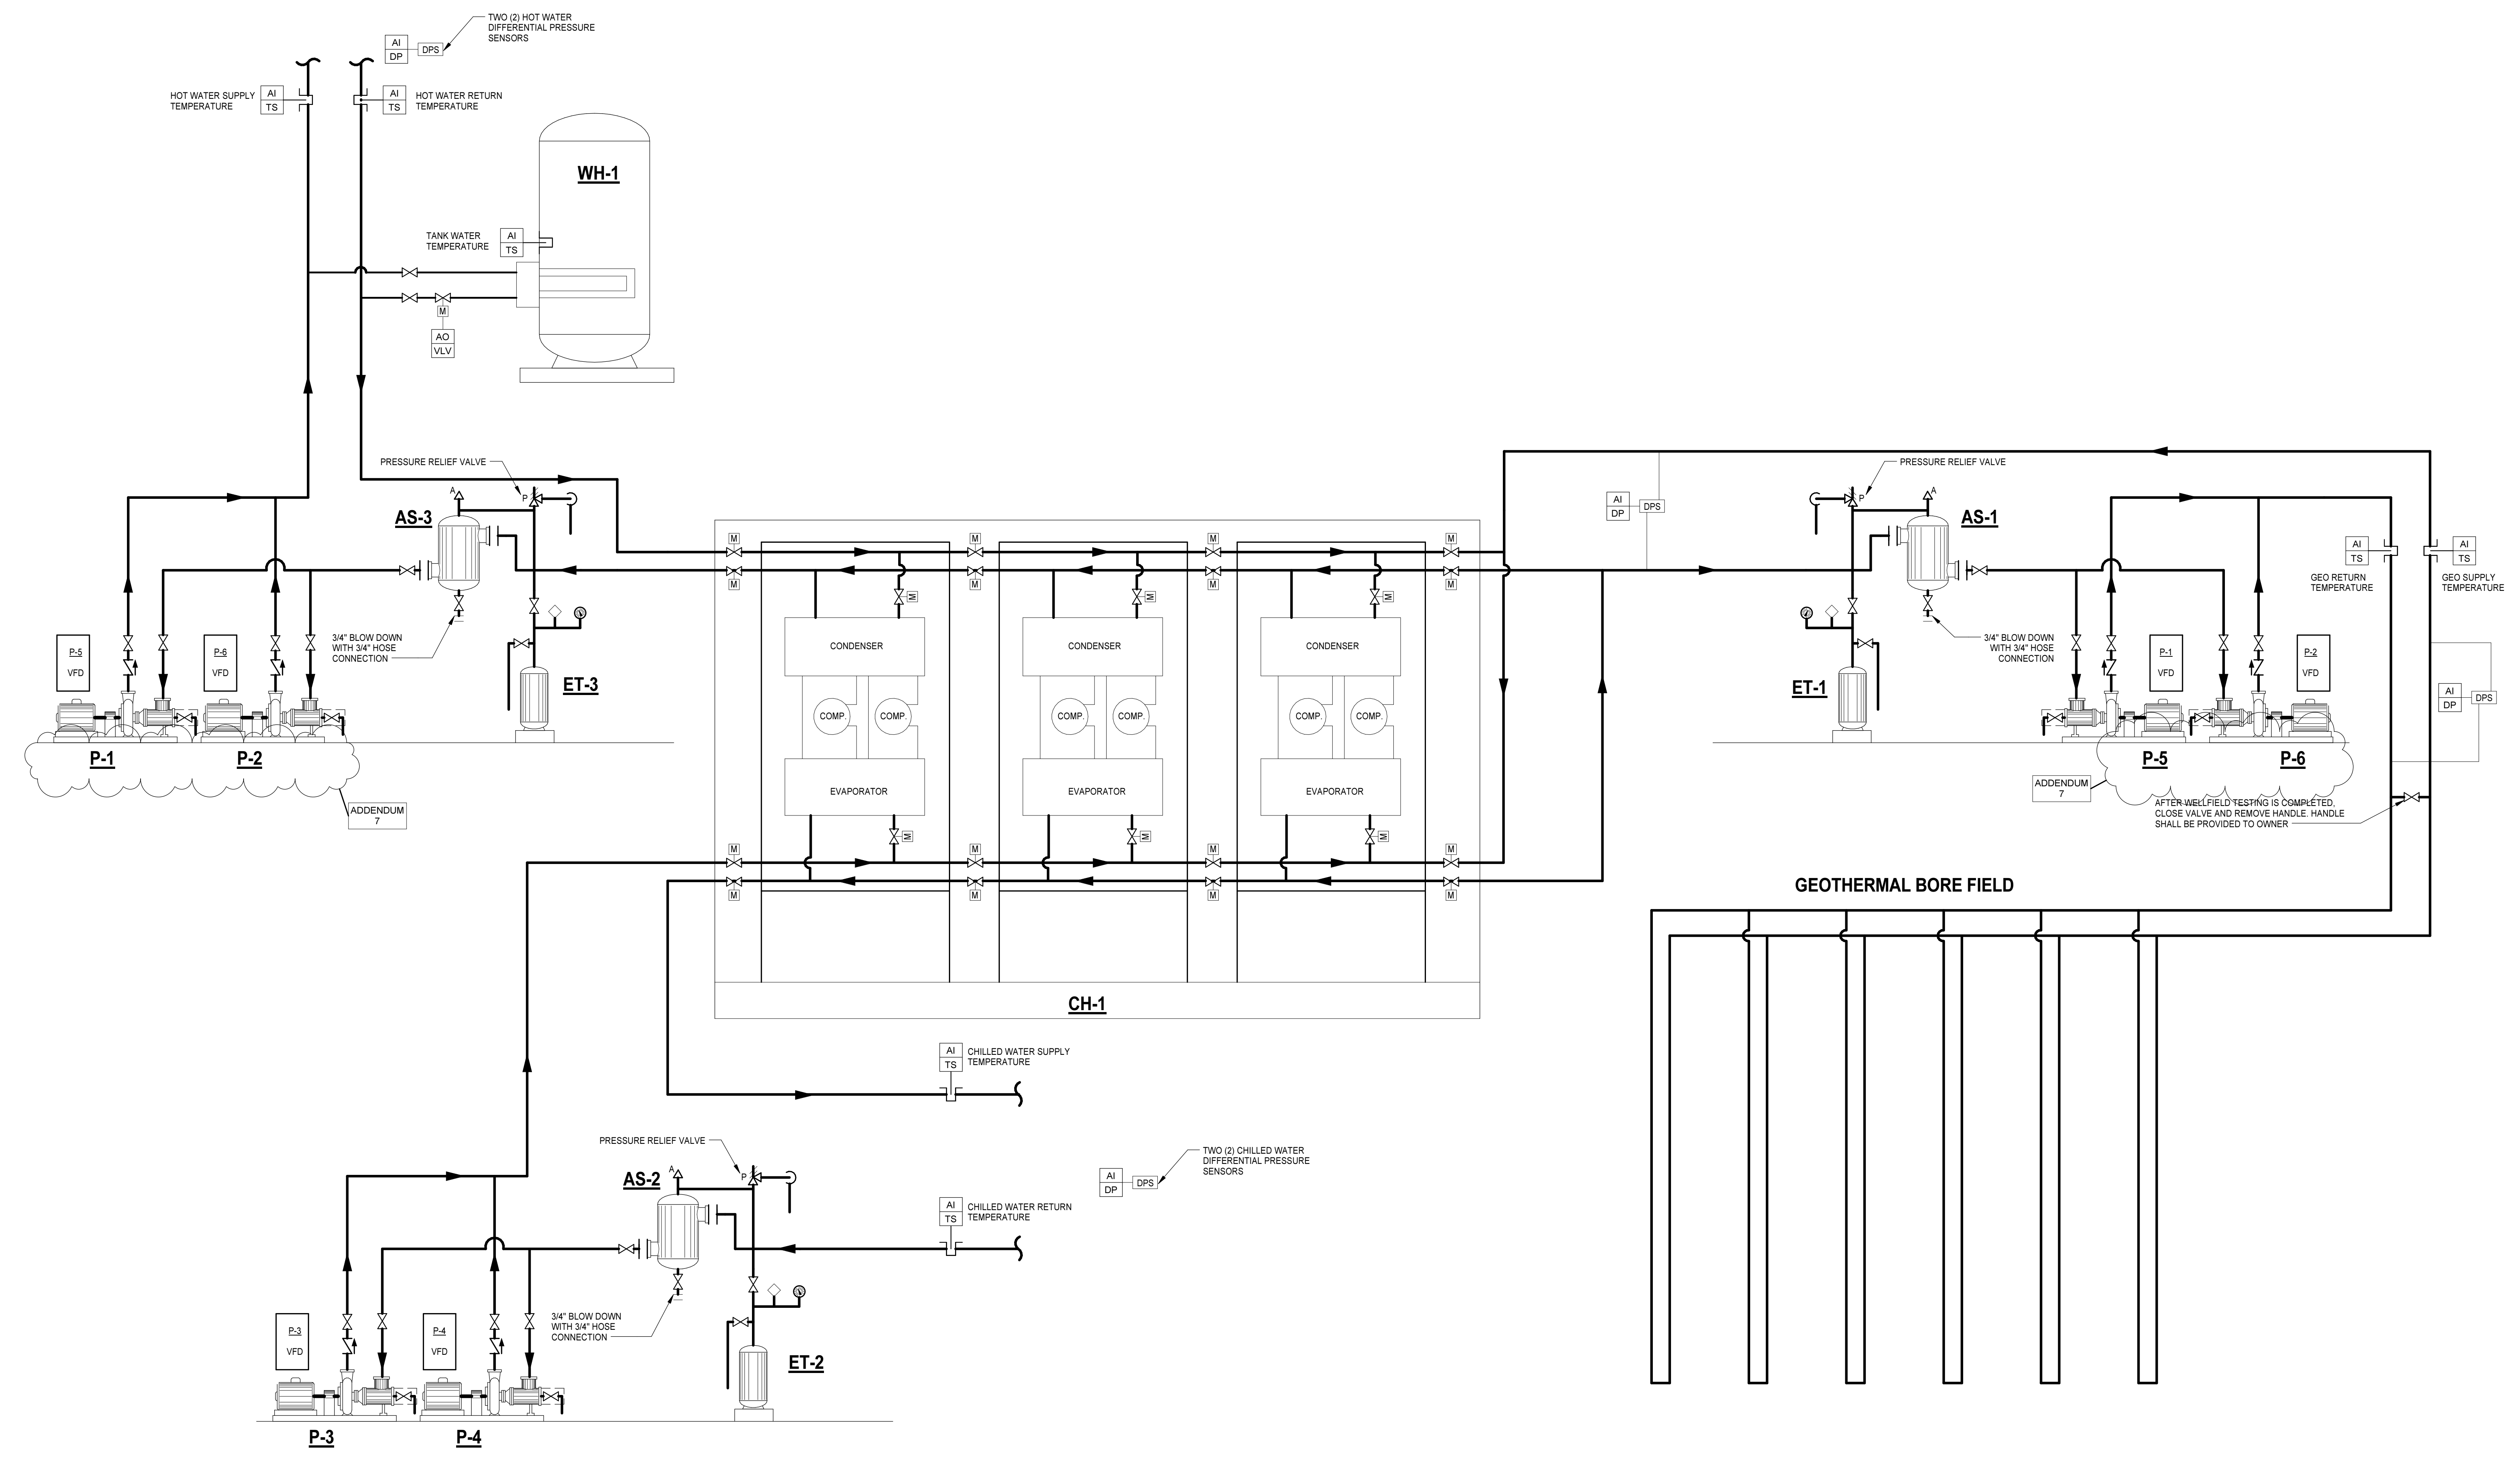 TWO (2) HOT WATER
DIFFERENTIAL PRESSURE
SENSORS
AI
DP
DPS
HOT WATER SUPPLY
TEMPERATURE
AI
TS
AI
TS
HOT WATER RETURN
TEMPERATURE
WH-1
TANK WATER
TEMPERATURE
AI
TS
M
AO
VLV
PRESSURE RELIEF VALVE
A
P
AS-3
3/4" BLOW DOWN
WITH 3/4" HOSE
CONNECTION
ET-3
P-5
VFD
P-6
VFD
P-1
P-2
ADDENDUM
7
M
M
M
M
M
M
M
M
M
M
M
CONDENSER
CONDENSER
CONDENSER
COMP.
COMP.
COMP.
COMP.
COMP.
COMP.
EVAPORATOR
EVAPORATOR
EVAPORATOR
M
M
M
M
M
M
M
M
M
M
M
CH-1
AI
DP
DPS
PRESSURE RELIEF VALVE
P
A
AS-1
3/4" BLOW DOWN
WITH 3/4" HOSE
CONNECTION
ET-1
P-1
VFD
P-2
VFD
P-5
P-6
ADDENDUM
7
AI
TS
GEO RETURN
TEMPERATURE
AI
TS
GEO SUPPLY
TEMPERATURE
AI
DP
DPS
AFTER WELLFIELD TESTING IS COMPLETED,
CLOSE VALVE AND REMOVE HANDLE. HANDLE
SHALL BE PROVIDED TO OWNER
GEOTHERMAL BORE FIELD
AI
TS
CHILLED WATER SUPPLY
TEMPERATURE
PRESSURE RELIEF VALVE
A
P
AS-2
AI
DP
DPS
TWO (2) CHILLED WATER
DIFFERENTIAL PRESSURE
SENSORS
AI
TS
CHILLED WATER RETURN
TEMPERATURE
3/4" BLOW DOWN
WITH 3/4" HOSE
CONNECTION
ET-2
P-3
VFD
P-4
VFD
P-3
P-4